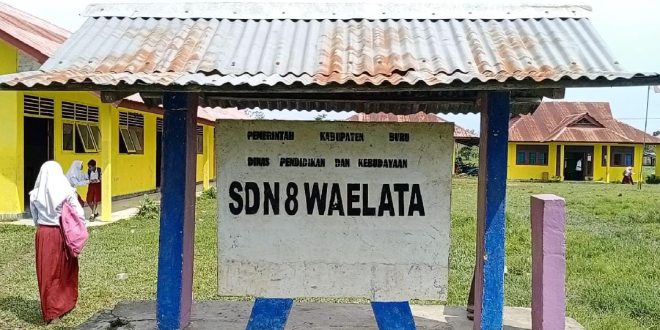 PEMERINTAH KABUPATEN BURU
DINAS PENDIDIKAN DAN KEBUDAYAAN
SDN 8 WAELATA